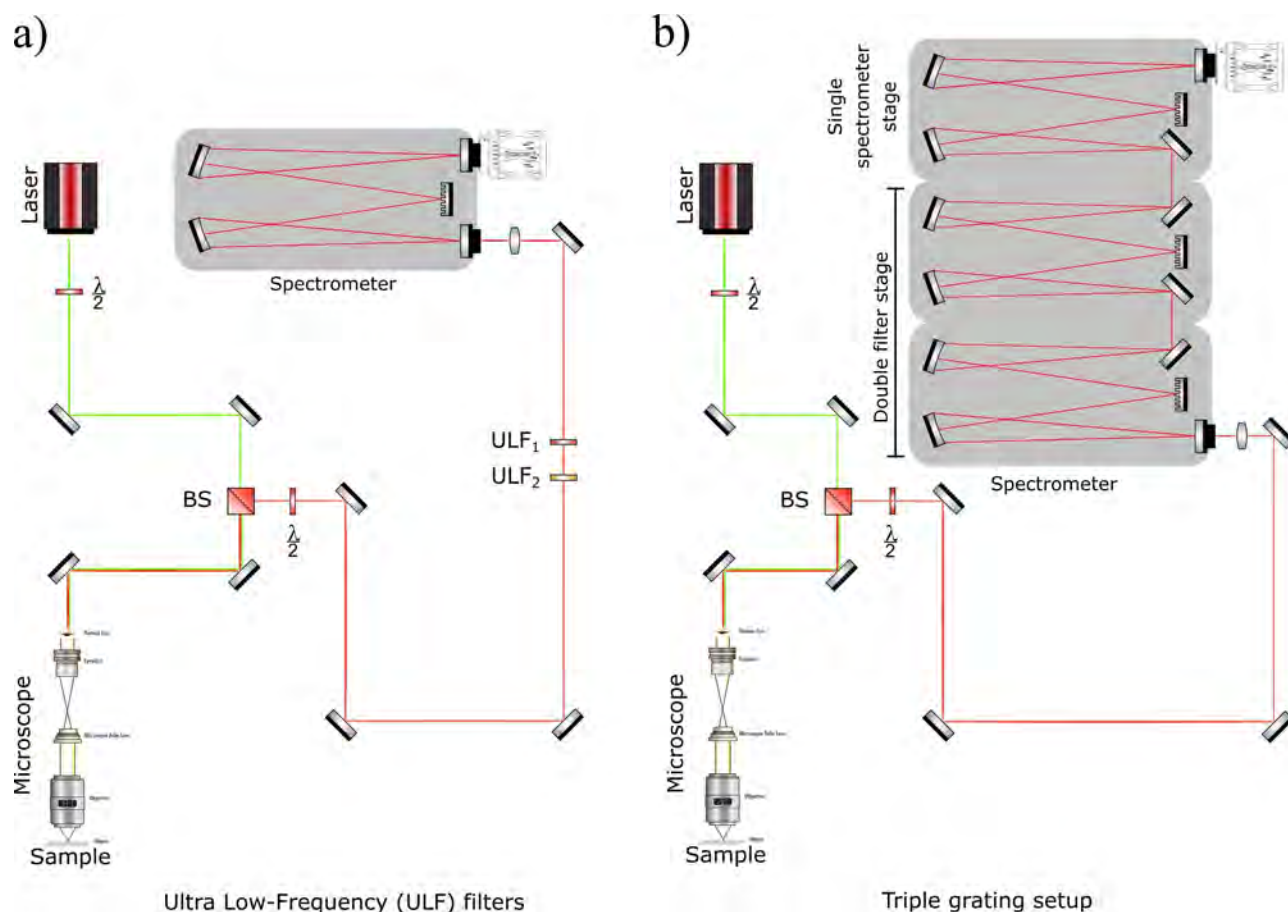 a)
Laser
λ
2
Spectrometer
ULF1
ULF2
BS
λ
2
Microscope
Sample
Ultra Low-Frequency (ULF) filters
b)
Single
spectrometer
stage
Laser
λ
2
Double filter stage
Spectrometer
BS
λ
2
Microscope
Sample
Triple grating setup